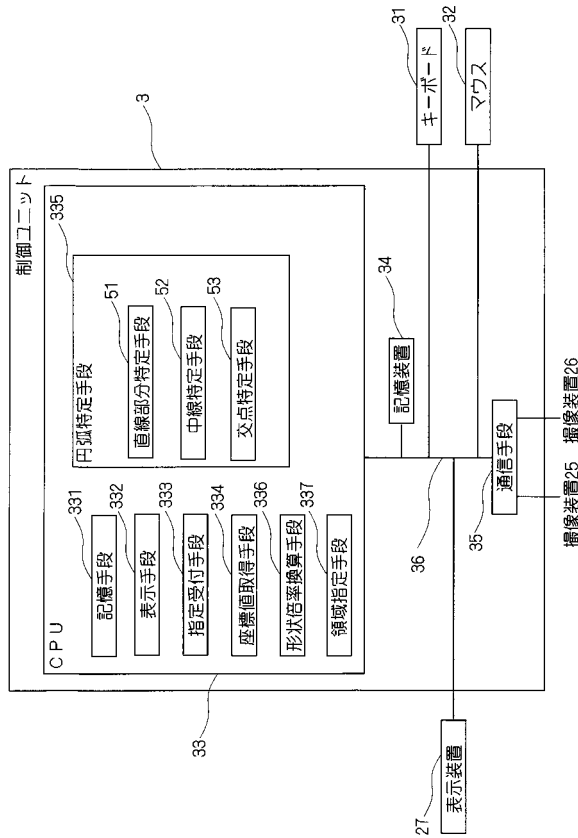 制御ユニット
3
CPU
33
円弧特定手段
335
直線部分特定手段
51
中線特定手段
52
交点特定手段
53
記憶手段
331
表示手段
332
指定受付手段
333
座標値取得手段
334
形状倍率換算手段
336
領域指定手段
337
記憶装置
34
キーボード
31
マウス
32
表示装置
27
36
通信手段
35
撮像装置25
撮像装置26